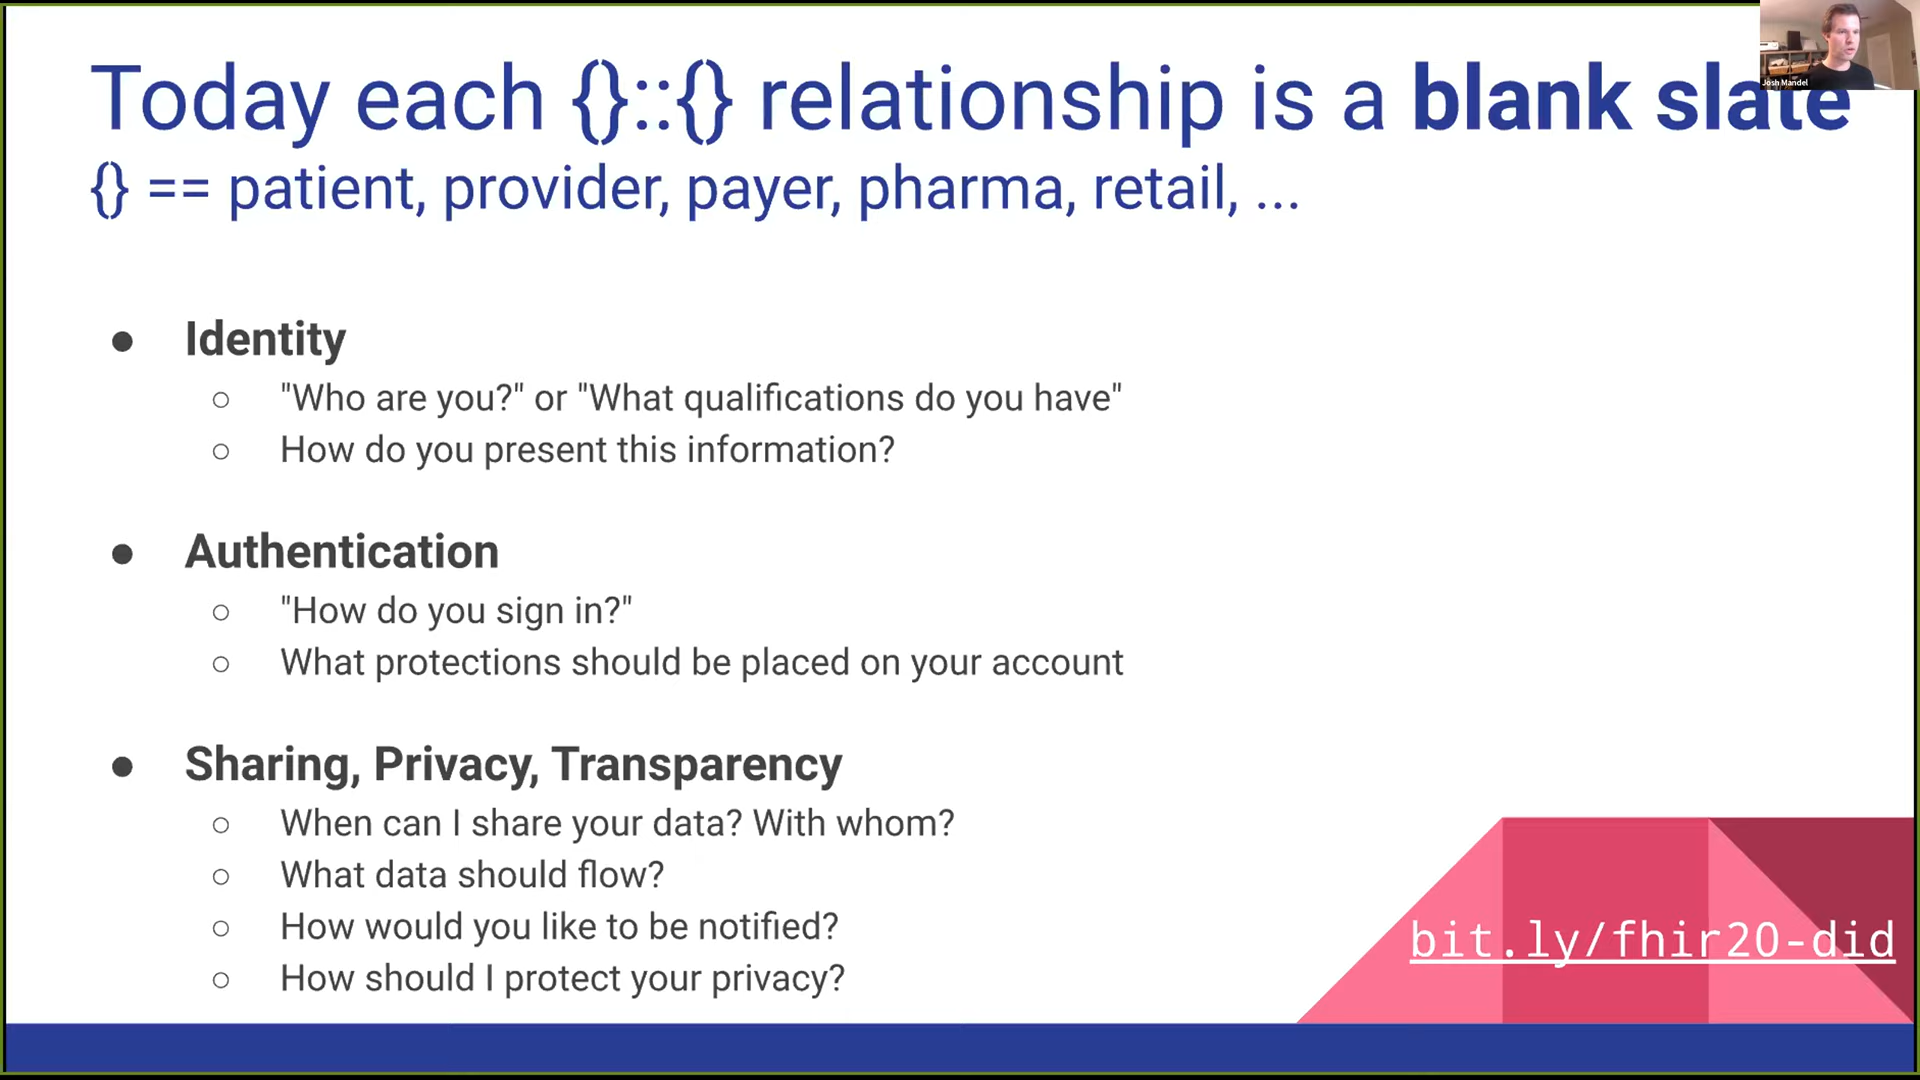 Today each {}::{} relationship is a blank slate
{} == patient, provider, payer, pharma, retail, ...
Josh Mandel
● Identity
○ "Who are you?" or "What qualifications do you have"
○ How do you present this information?
● Authentication
○ "How do you sign in?"
○ What protections should be placed on your account
● Sharing, Privacy, Transparency
○ When can I share your data? With whom?
○ What data should flow?
○ How would you like to be notified?
○ How should I protect your privacy?
bit.ly/fhir20-did